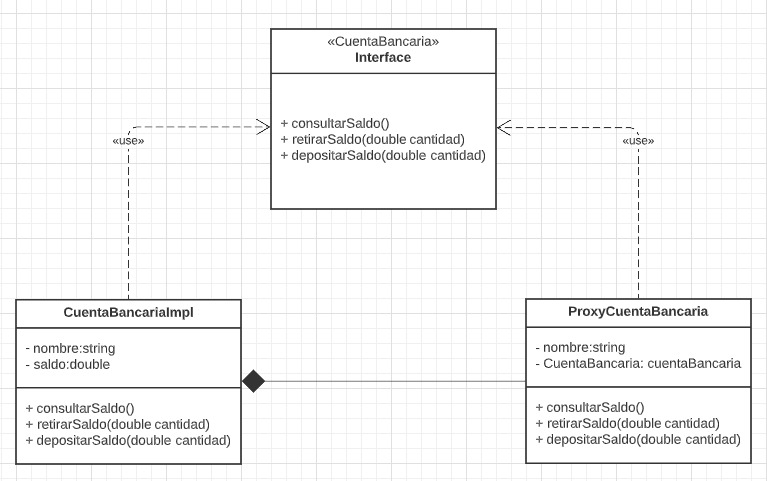 «CuentaBancaria»
Interface
+ consultarSaldo()
+ retirarSaldo(double cantidad)
+ depositarSaldo(double cantidad)
«use»
«use»
CuentaBancariaImpl
- nombre:string
- saldo:double
+ consultarSaldo()
+ retirarSaldo(double cantidad)
+ depositarSaldo(double cantidad)
ProxyCuentaBancaria
- nombre:string
- CuentaBancaria: cuentaBancaria
+ consultarSaldo()
+ retirarSaldo(double cantidad)
+ depositarSaldo(double cantidad)